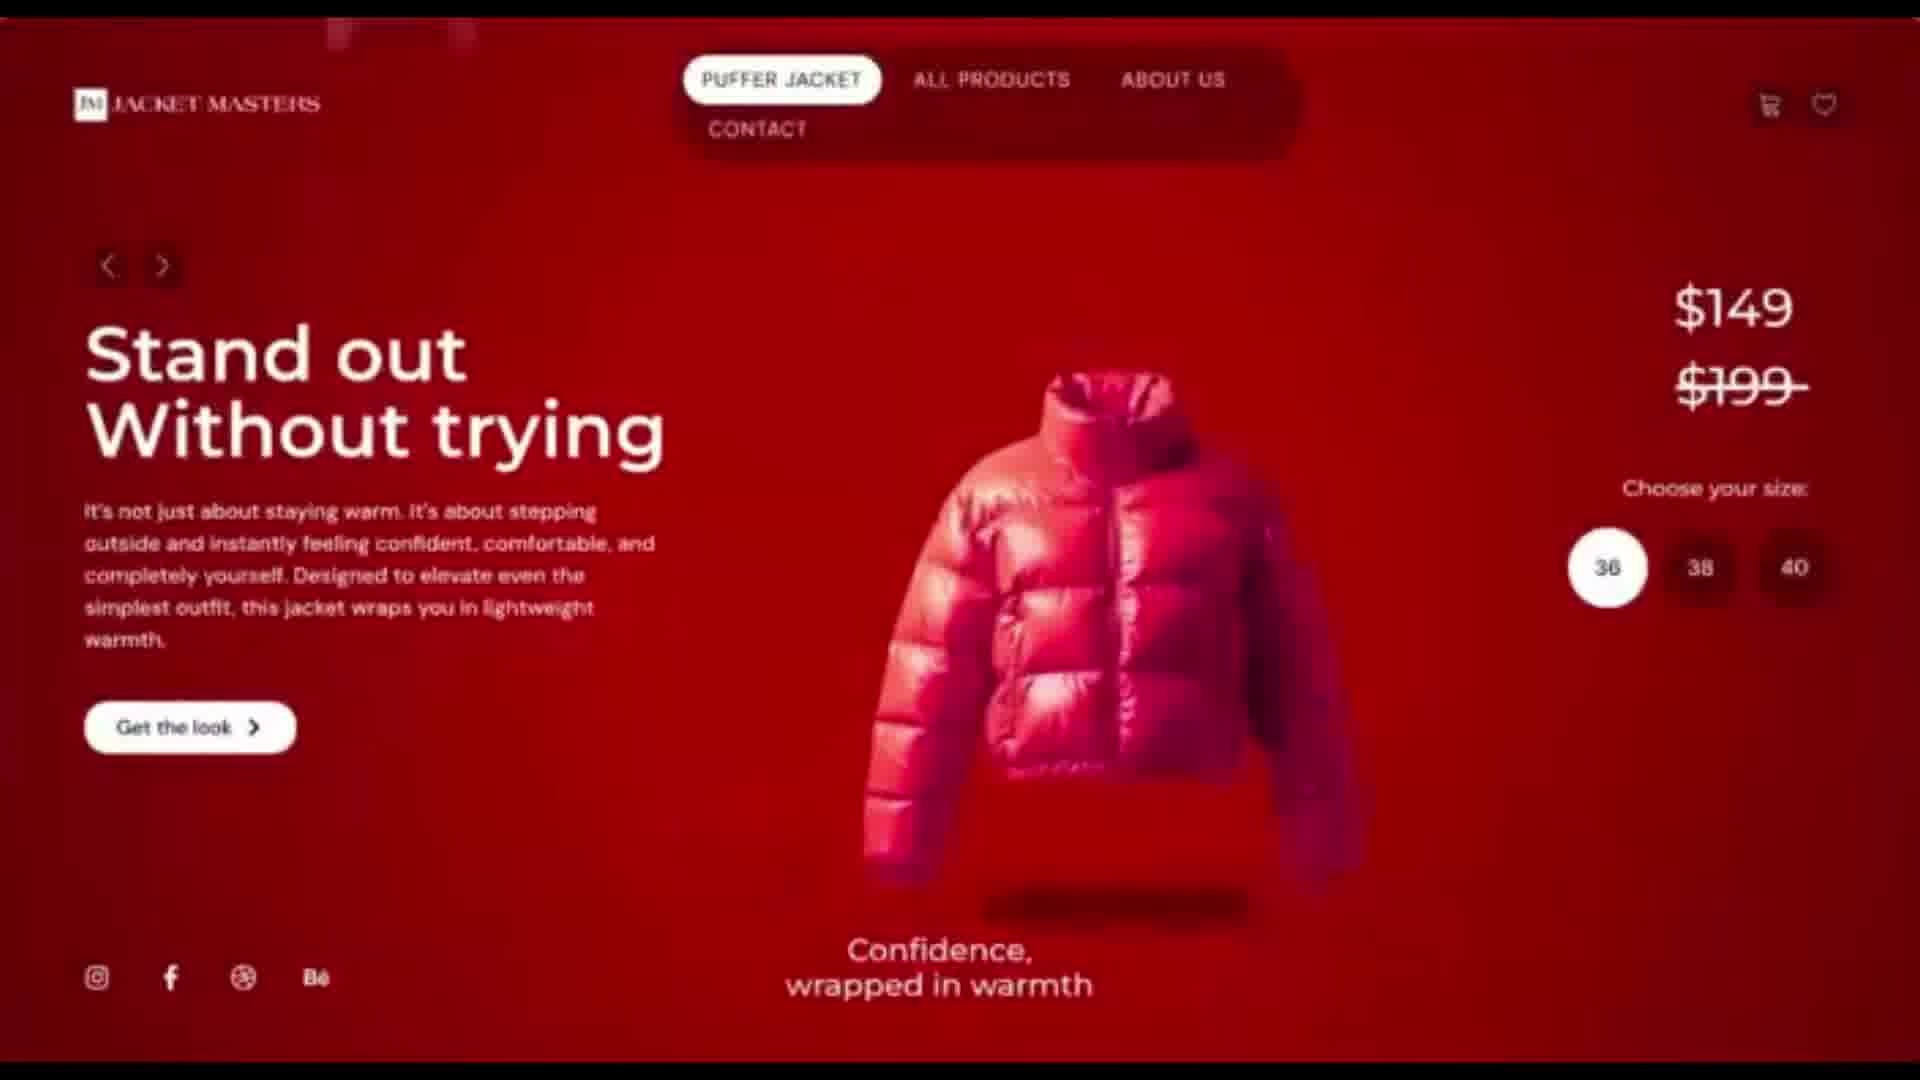 JM JACKET MASTERS
PUFFER JACKET ALL PRODUCTS ABOUT US
CONTACT
Stand out
Without trying
It's not just about staying warm. It's about stepping
outside and instantly feeling confident, comfortable, and
completely yourself. Designed to elevate even the
simplest outfit, this jacket wraps you in lightweight
warmth.
Get the look
$149
$199
Choose your size:
36 38 40
Confidence,
wrapped in warmth
Bē